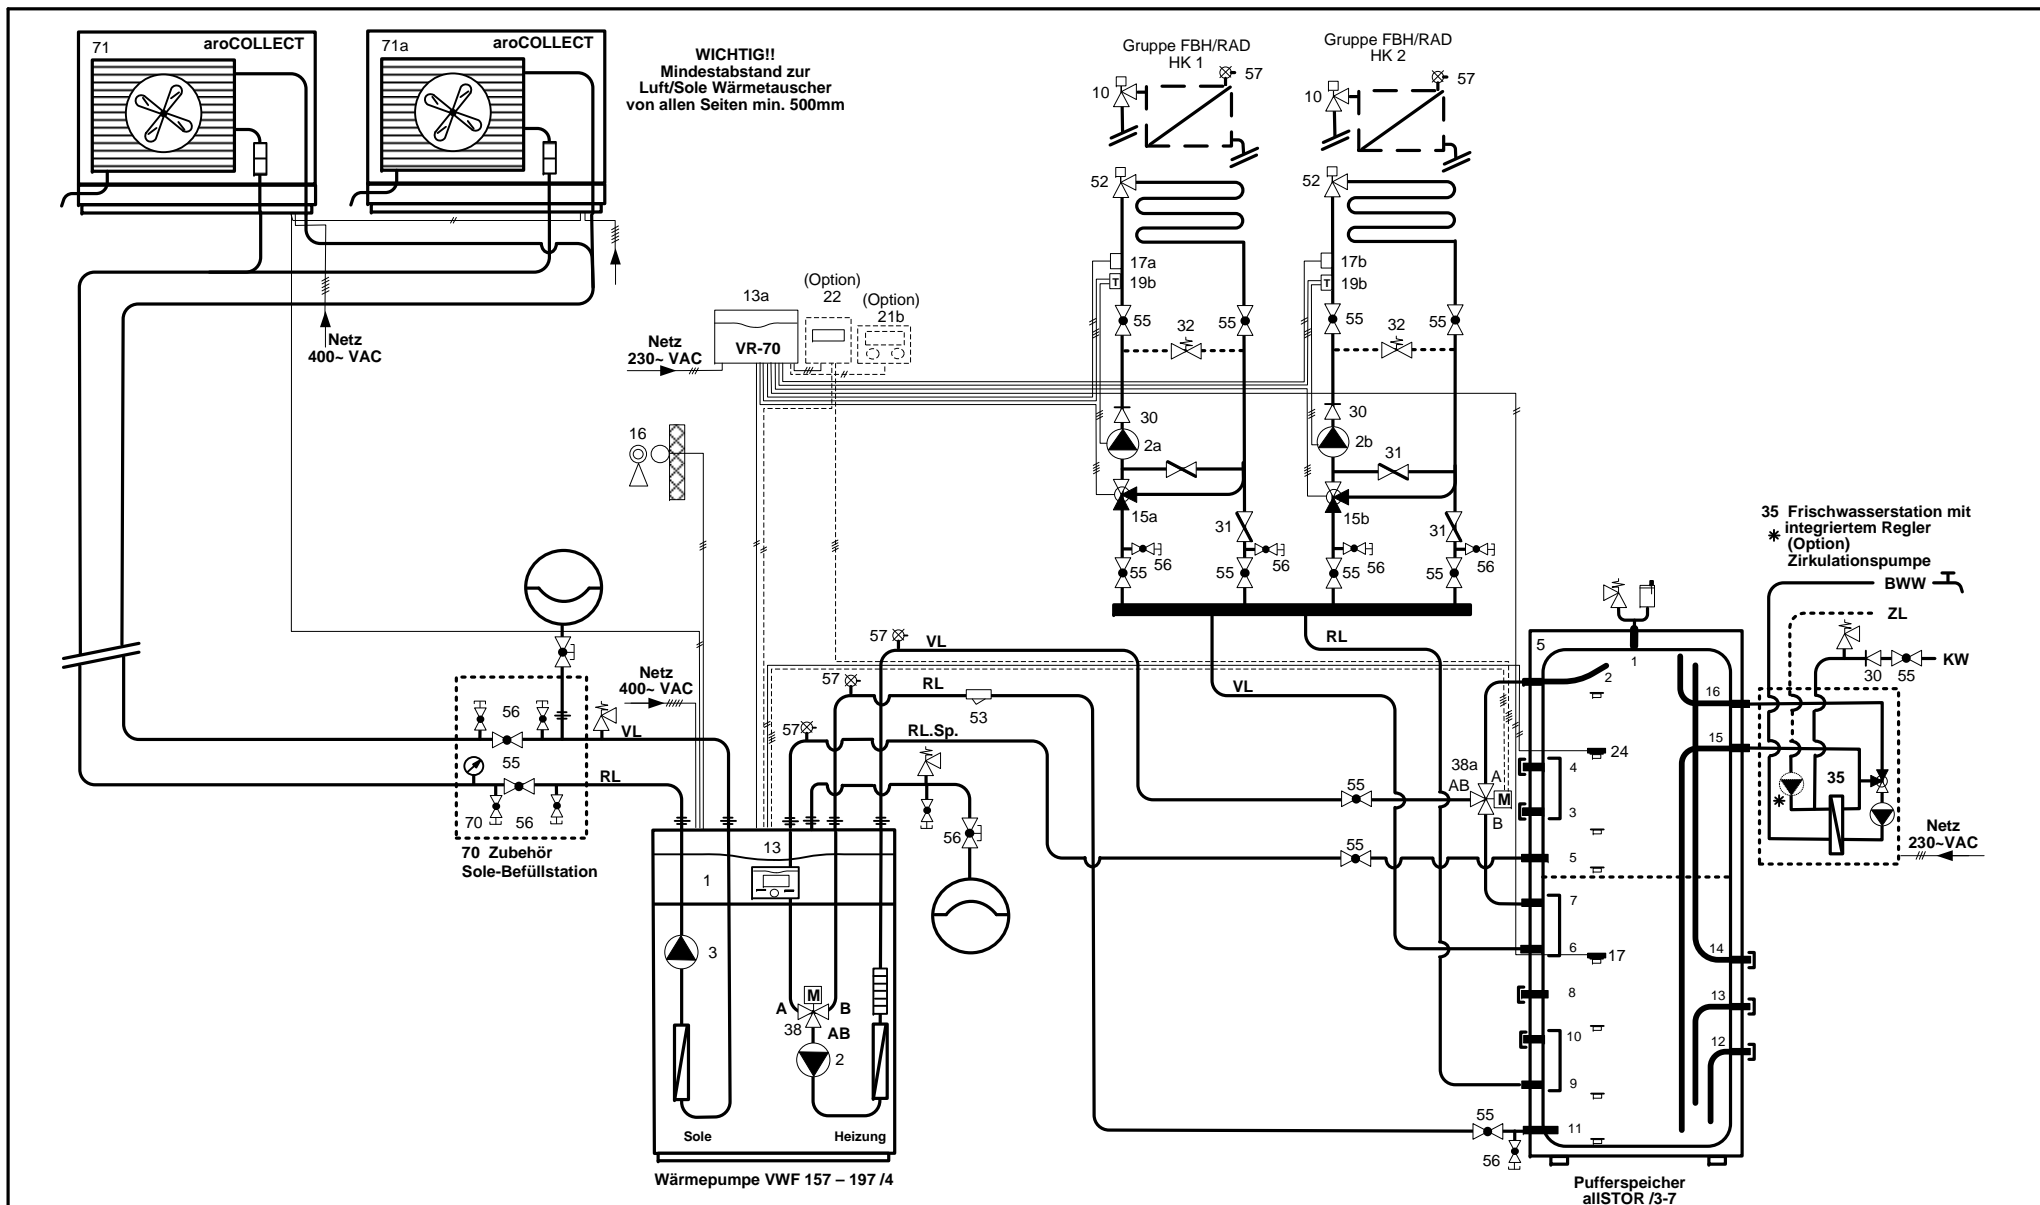 71
aroCOLLECT
71a
aroCOLLECT
WICHTIG!!
Mindestabstand zur
Luft/Sole Wärmetauscher
von allen Seiten min. 500mm
Gruppe FBH/RAD
HK 1
57
10
Gruppe FBH/RAD
HK 2
57
10
52
52
17a
19b
T
17b
19b
T
(Option)
22
(Option)
21b
13a
VR-70
Netz
230~ VAC
Netz
400~ VAC
55
32
55
55
32
55
30
2a
30
2b
31
16
15a
31
15b
31
56
55
56
55
56
55
56
55
35 Frischwasserstation mit
* integriertem Regler
(Option)
Zirkulationspumpe
BWW
ZL
KW
30
55
57
VL
RL
5
1
2
16
57
RL
53
VL
Netz
400~ VAC
56
VL
55
RL
70
56
70 Zubehör
Sole-Befüllstation
57
RL.Sp.
24
15
38a
A
AB
M
B
4
3
55
35
*
Netz
230~VAC
56
55
5
13
1
7
6
17
14
3
8
13
M
A
B
38
AB
2
10
12
9
55
11
56
Sole
Heizung
Wärmepumpe VWF 157 – 197 /4
Pufferspeicher
allSTOR /3-7